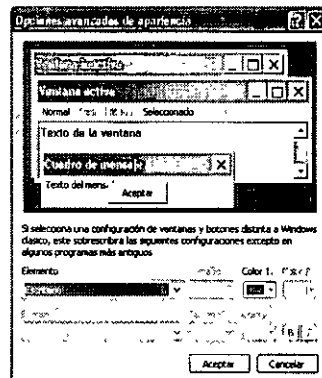 Opciones avanzadas de apariencia
Ventana activa
Normal Seleccionado
Texto de la ventana
Cuadro de mensaje
Texto del mensa
Aceptar
Si selecciona una configuración de ventanas y botones distinta a Windows
clásico, este sobrescribirá las siguientes configuraciones excepto en
algunos programas más antiguos
Elemento Color 1.
Aceptar Cancelar